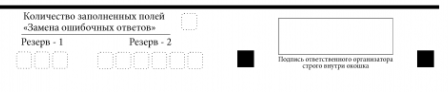 Количество заполненных полей
«Замена ошибочных ответов»
Резерв - 1 Резерв - 2
Подпись ответственного организатора
строго внутри окошка